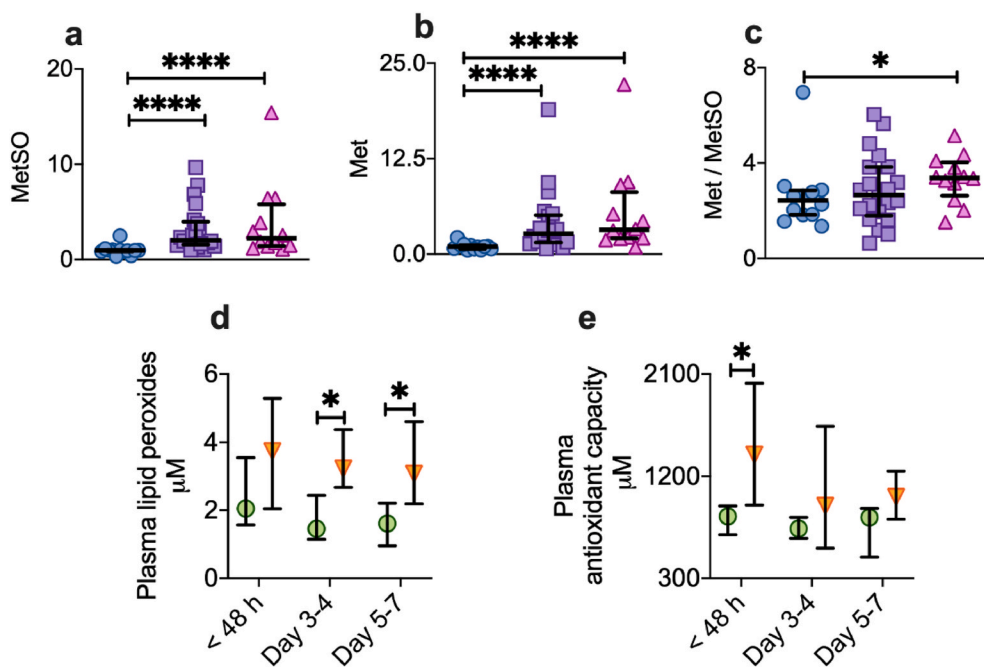 a
b
c
****
****
20
10
0
MetSO
****
****
25.0
12.5
0.0
Met
*
8
4
0
Met / MetSO
d
e
*
*
6
4
2
0
Plasma lipid peroxides
μM
< 48 h
Day 3-4
Day 5-7
*
2100
1200
300
Plasma
antioxidant capacity
μM
< 48 h
Day 3-4
Day 5-7